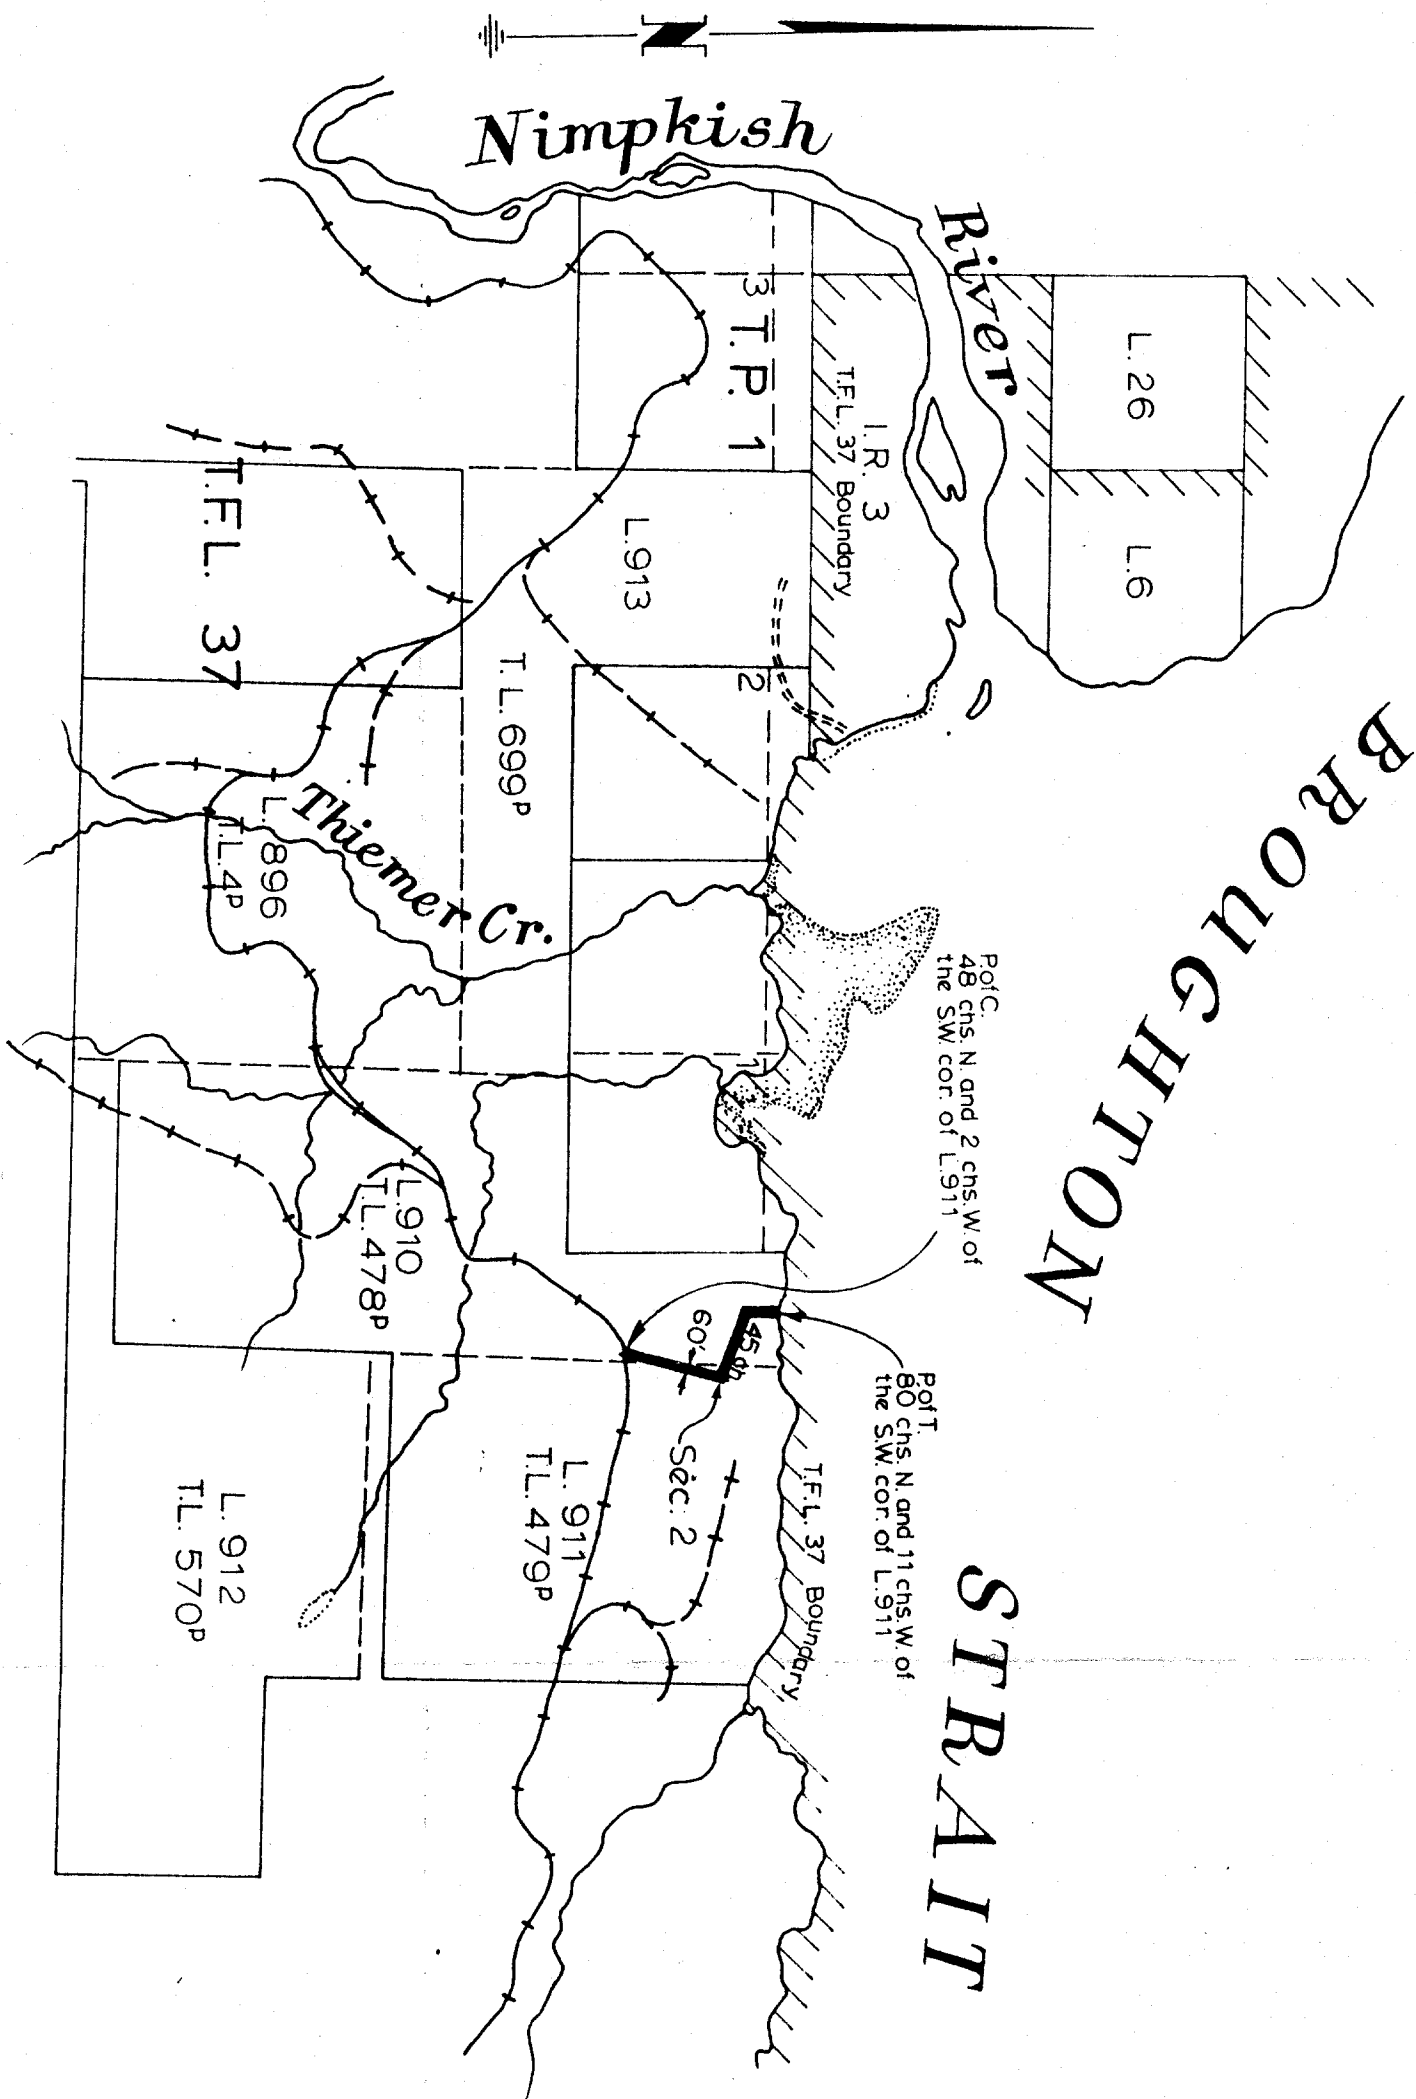 N
Nimpkish
River
BROUGHTON
STRAIT
L. 26
L. 6
I. R. 3
T.F.L. 37 Boundary
3
T. P. 1
L. 913
2
T. L. 699P
T.F.L. 37
Thiemer Cr.
L. 896
T.L. 4P
1
P. of C.
48 chs. N. and 2 chs. W. of
the S.W. cor. of L. 911
P. of T.
80 chs. N. and 11 chs. W. of
the S.W. cor. of L. 911
60'
Sec. 2
T.F.L. 37 Boundary
L. 910
T.L. 478P
L. 911
T.L. 479P
L. 912
T.L. 570P